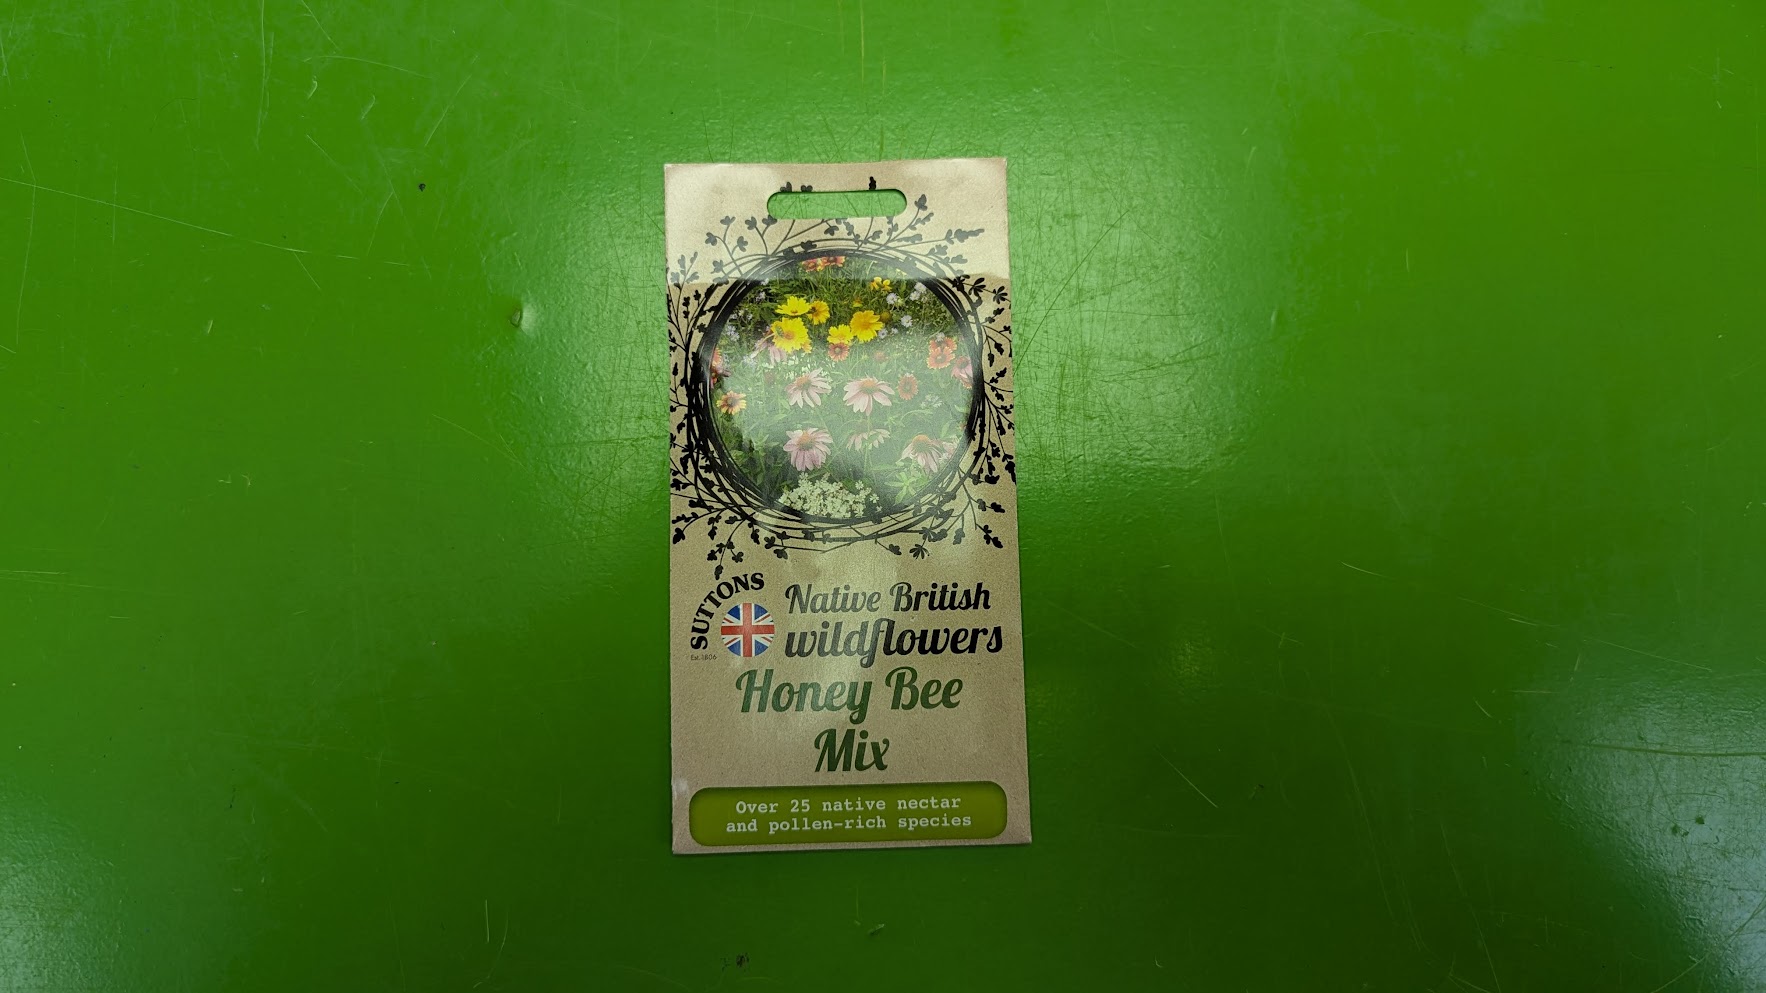 SUTTONS
Est. 1806
Native British
wildflowers
Honey Bee
Mix
Over 25 native nectar
and pollen-rich species